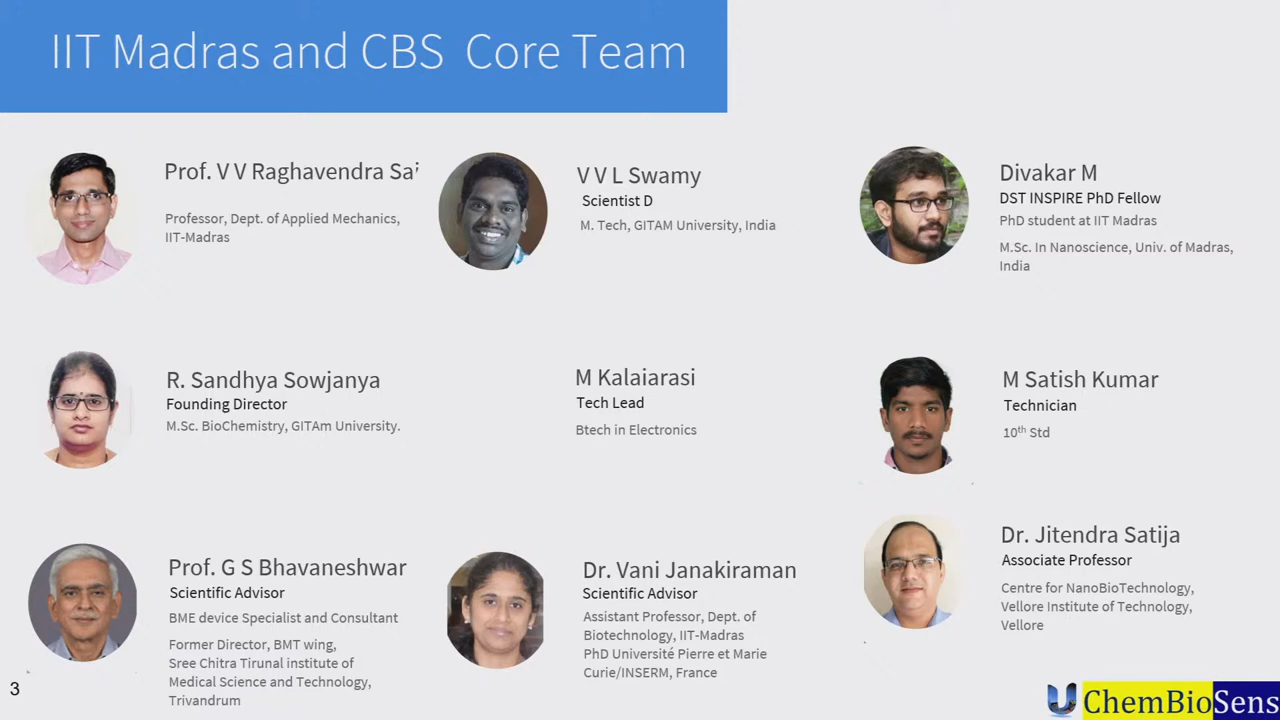 IIT Madras and CBS Core Team
Prof. V V Raghavendra Sai
Professor, Dept. of Applied Mechanics,
IIT-Madras
V V L Swamy
Scientist D
M. Tech, GITAM University, India
Divakar M
DST INSPIRE PhD Fellow
PhD student at IIT Madras
M.Sc. In Nanoscience, Univ. of Madras,
India
R. Sandhya Sowjanya
Founding Director
M.Sc. BioChemistry, GITAm University.
M Kalaiarasi
Tech Lead
Btech in Electronics
M Satish Kumar
Technician
10th Std
Prof. G S Bhavaneshwar
Scientific Advisor
BME device Specialist and Consultant
Former Director, BMT wing,
Sree Chitra Tirunal institute of
Medical Science and Technology,
Trivandrum
Dr. Vani Janakiraman
Scientific Advisor
Assistant Professor, Dept. of
Biotechnology, IIT-Madras
PhD Université Pierre et Marie
Curie/INSERM, France
Dr. Jitendra Satija
Associate Professor
Centre for NanoBioTechnology,
Vellore Institute of Technology,
Vellore
3
ChemBioSens